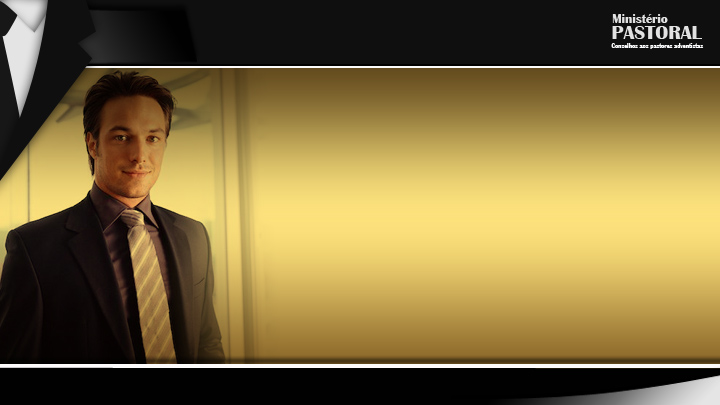 Ministério
PASTORAL
Conselhos aos pastores adventistas